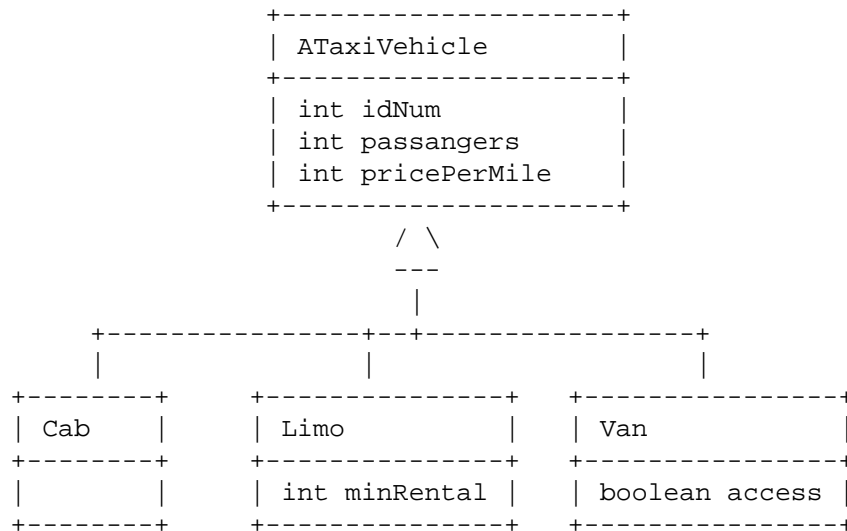 ATaxiVehicle
int idNum
int passangers
int pricePerMile
Cab Limo Van
int minRental boolean access